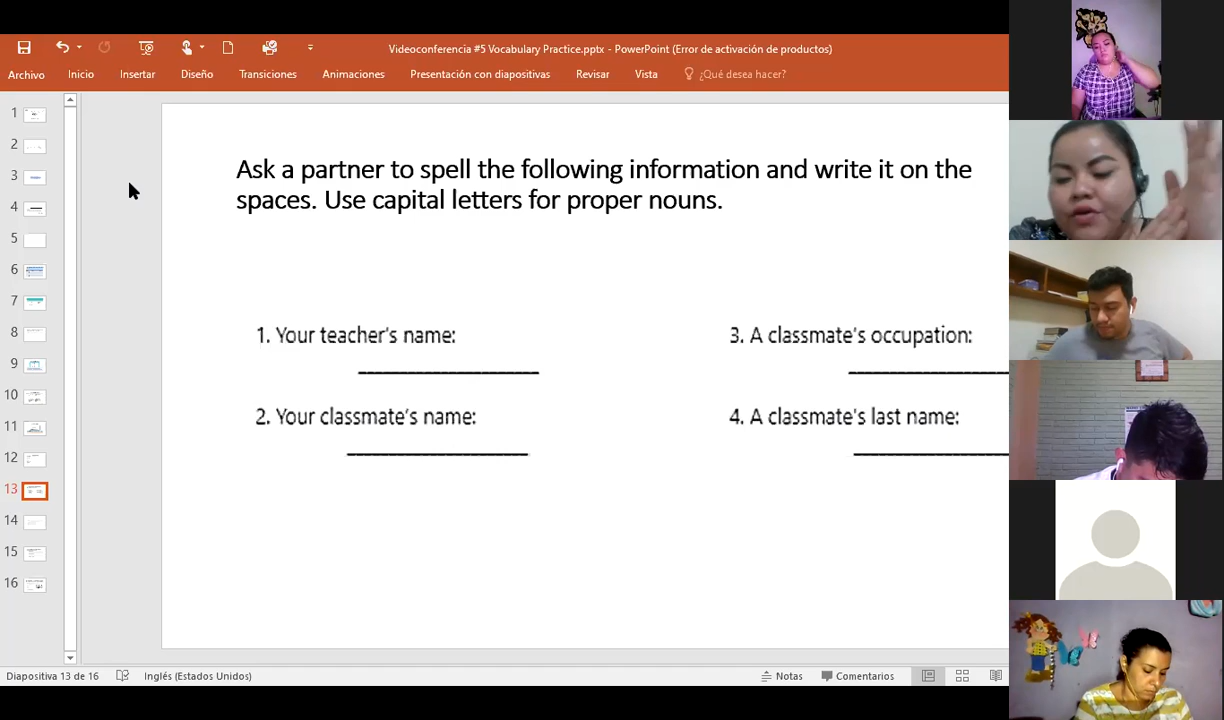 Videoconferencia #5 Vocabulary Practice.pptx - PowerPoint (Error de activación de productos)
Archivo Inicio Insertar Diseño Transiciones Animaciones Presentación con diapositivas Revisar Vista ¿Qué desea hacer?
1
2
3
4
5
6
7
8
9
10
11
12
13
14
15
16
Ask a partner to spell the following information and write it on the
spaces. Use capital letters for proper nouns.
1. Your teacher's name:
2. Your classmate's name:
3. A classmate's occupation:
4. A classmate's last name:
Diapositiva 13 de 16 Inglés (Estados Unidos) Notas Comentarios